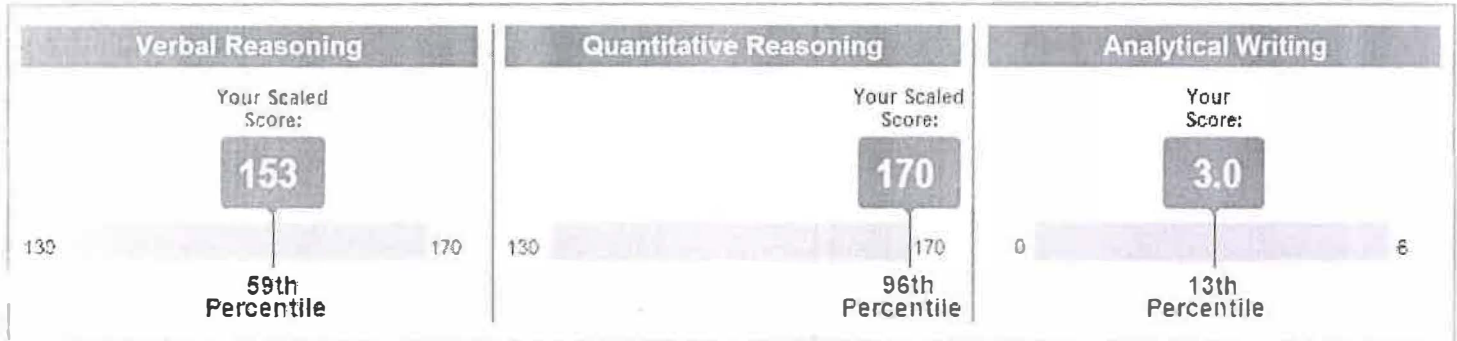 Verbal Reasoning
Your Scaled
Score:
153
130
170
59th
Percentile
Quantitative Reasoning
Your Scaled
Score:
170
130
170
96th
Percentile
Analytical Writing
Your
Score:
3.0
0
6
13th
Percentile